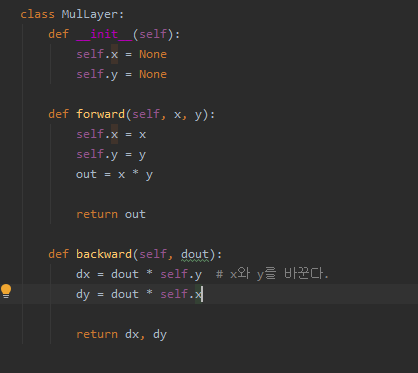 class MulLayer:
    def __init__(self):
        self.x = None
        self.y = None
    def forward(self, x, y):
        self.x = x
        self.y = y
        out = x * y
        return out
    def backward(self, dout):
        dx = dout * self.y  # x와 y를 바꾼다.
        dy = dout * self.x
        return dx, dy